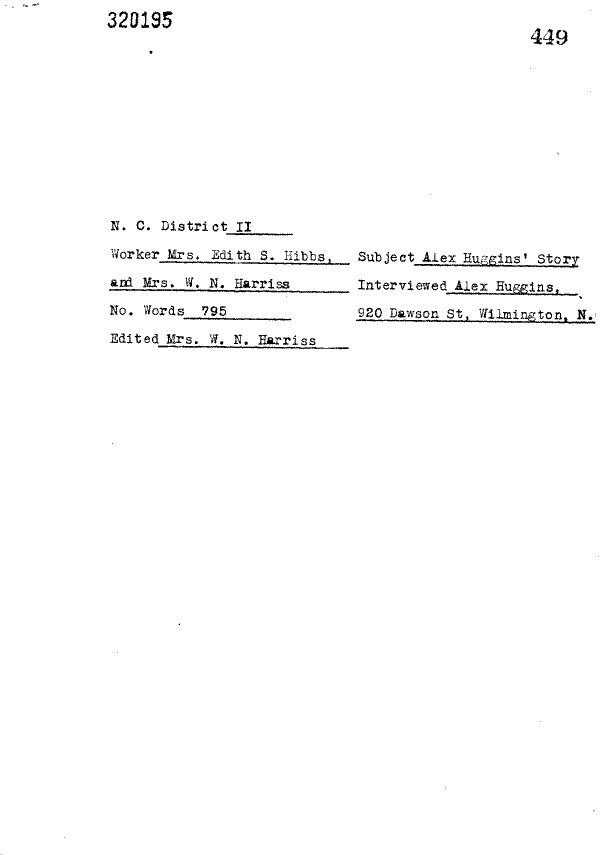 320195
449
N. C. District II
Worker Mrs. Edith S. Hibbs,
and Mrs. W. N. Harriss
No. Words 795
Edited Mrs. W. N. Harriss
Subject Alex Huggins' Story
Interviewed Alex Huggins,
920 Dawson St, Wilmington, N.